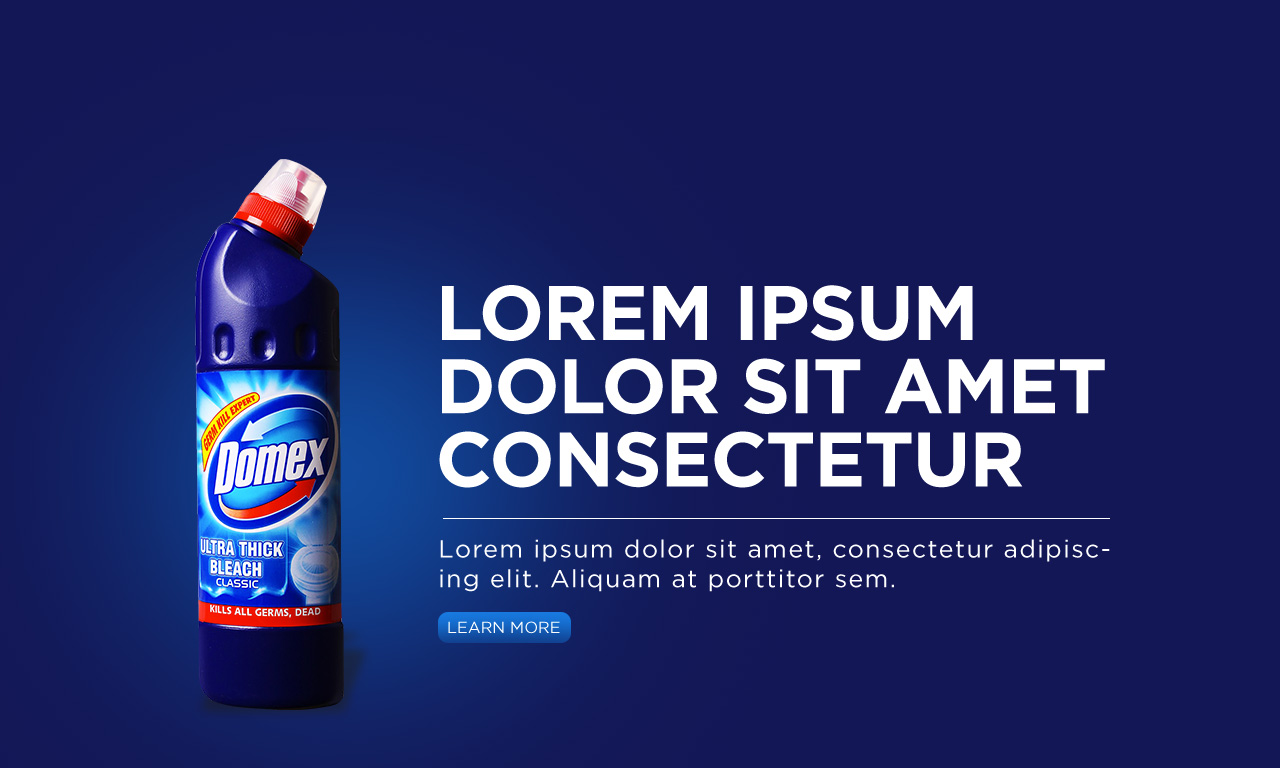 GERM KILL EXPERT
Domex
ULTRA THICK
BLEACH
CLASSIC
KILLS ALL GERMS, DEAD
LOREM IPSUM
DOLOR SIT AMET
CONSECTETUR
Lorem ipsum dolor sit amet, consectetur adipisc-
ing elit. Aliquam at porttitor sem.
LEARN MORE